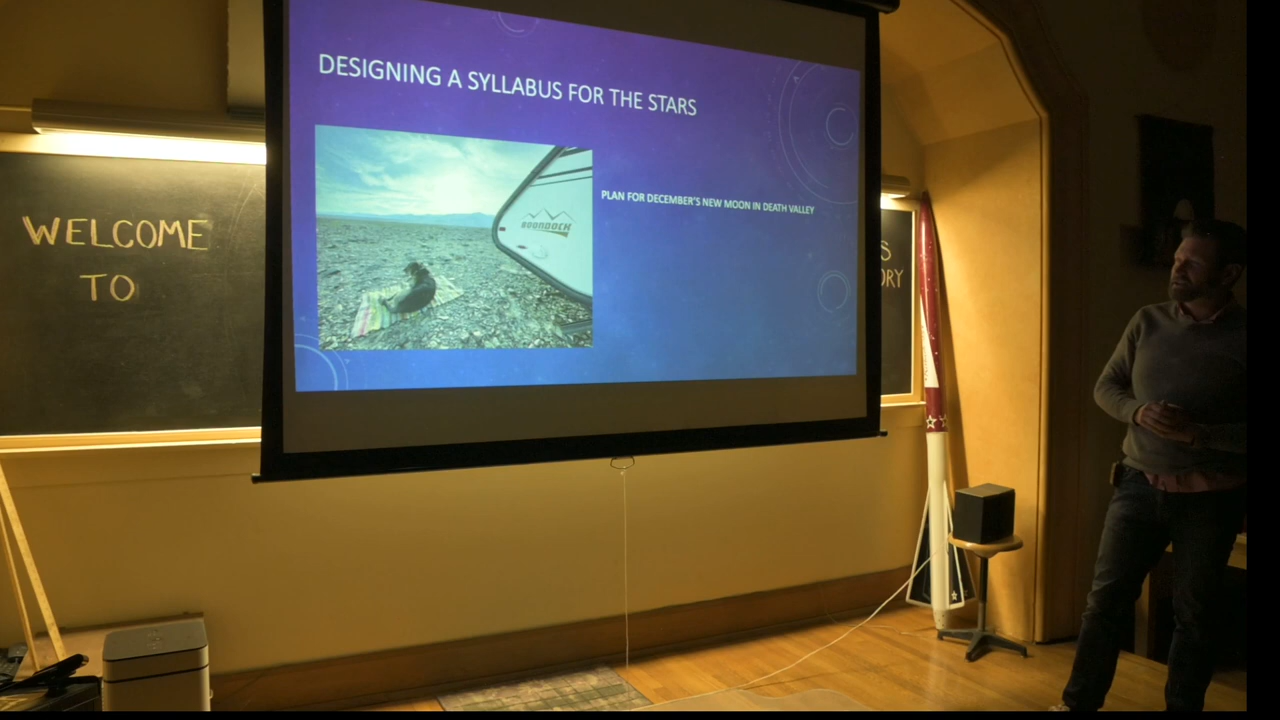 DESIGNING A SYLLABUS FOR THE STARS
PLAN FOR DECEMBER'S NEW MOON IN DEATH VALLEY
BOONDOCK
WELCOME
TO
S
ORY